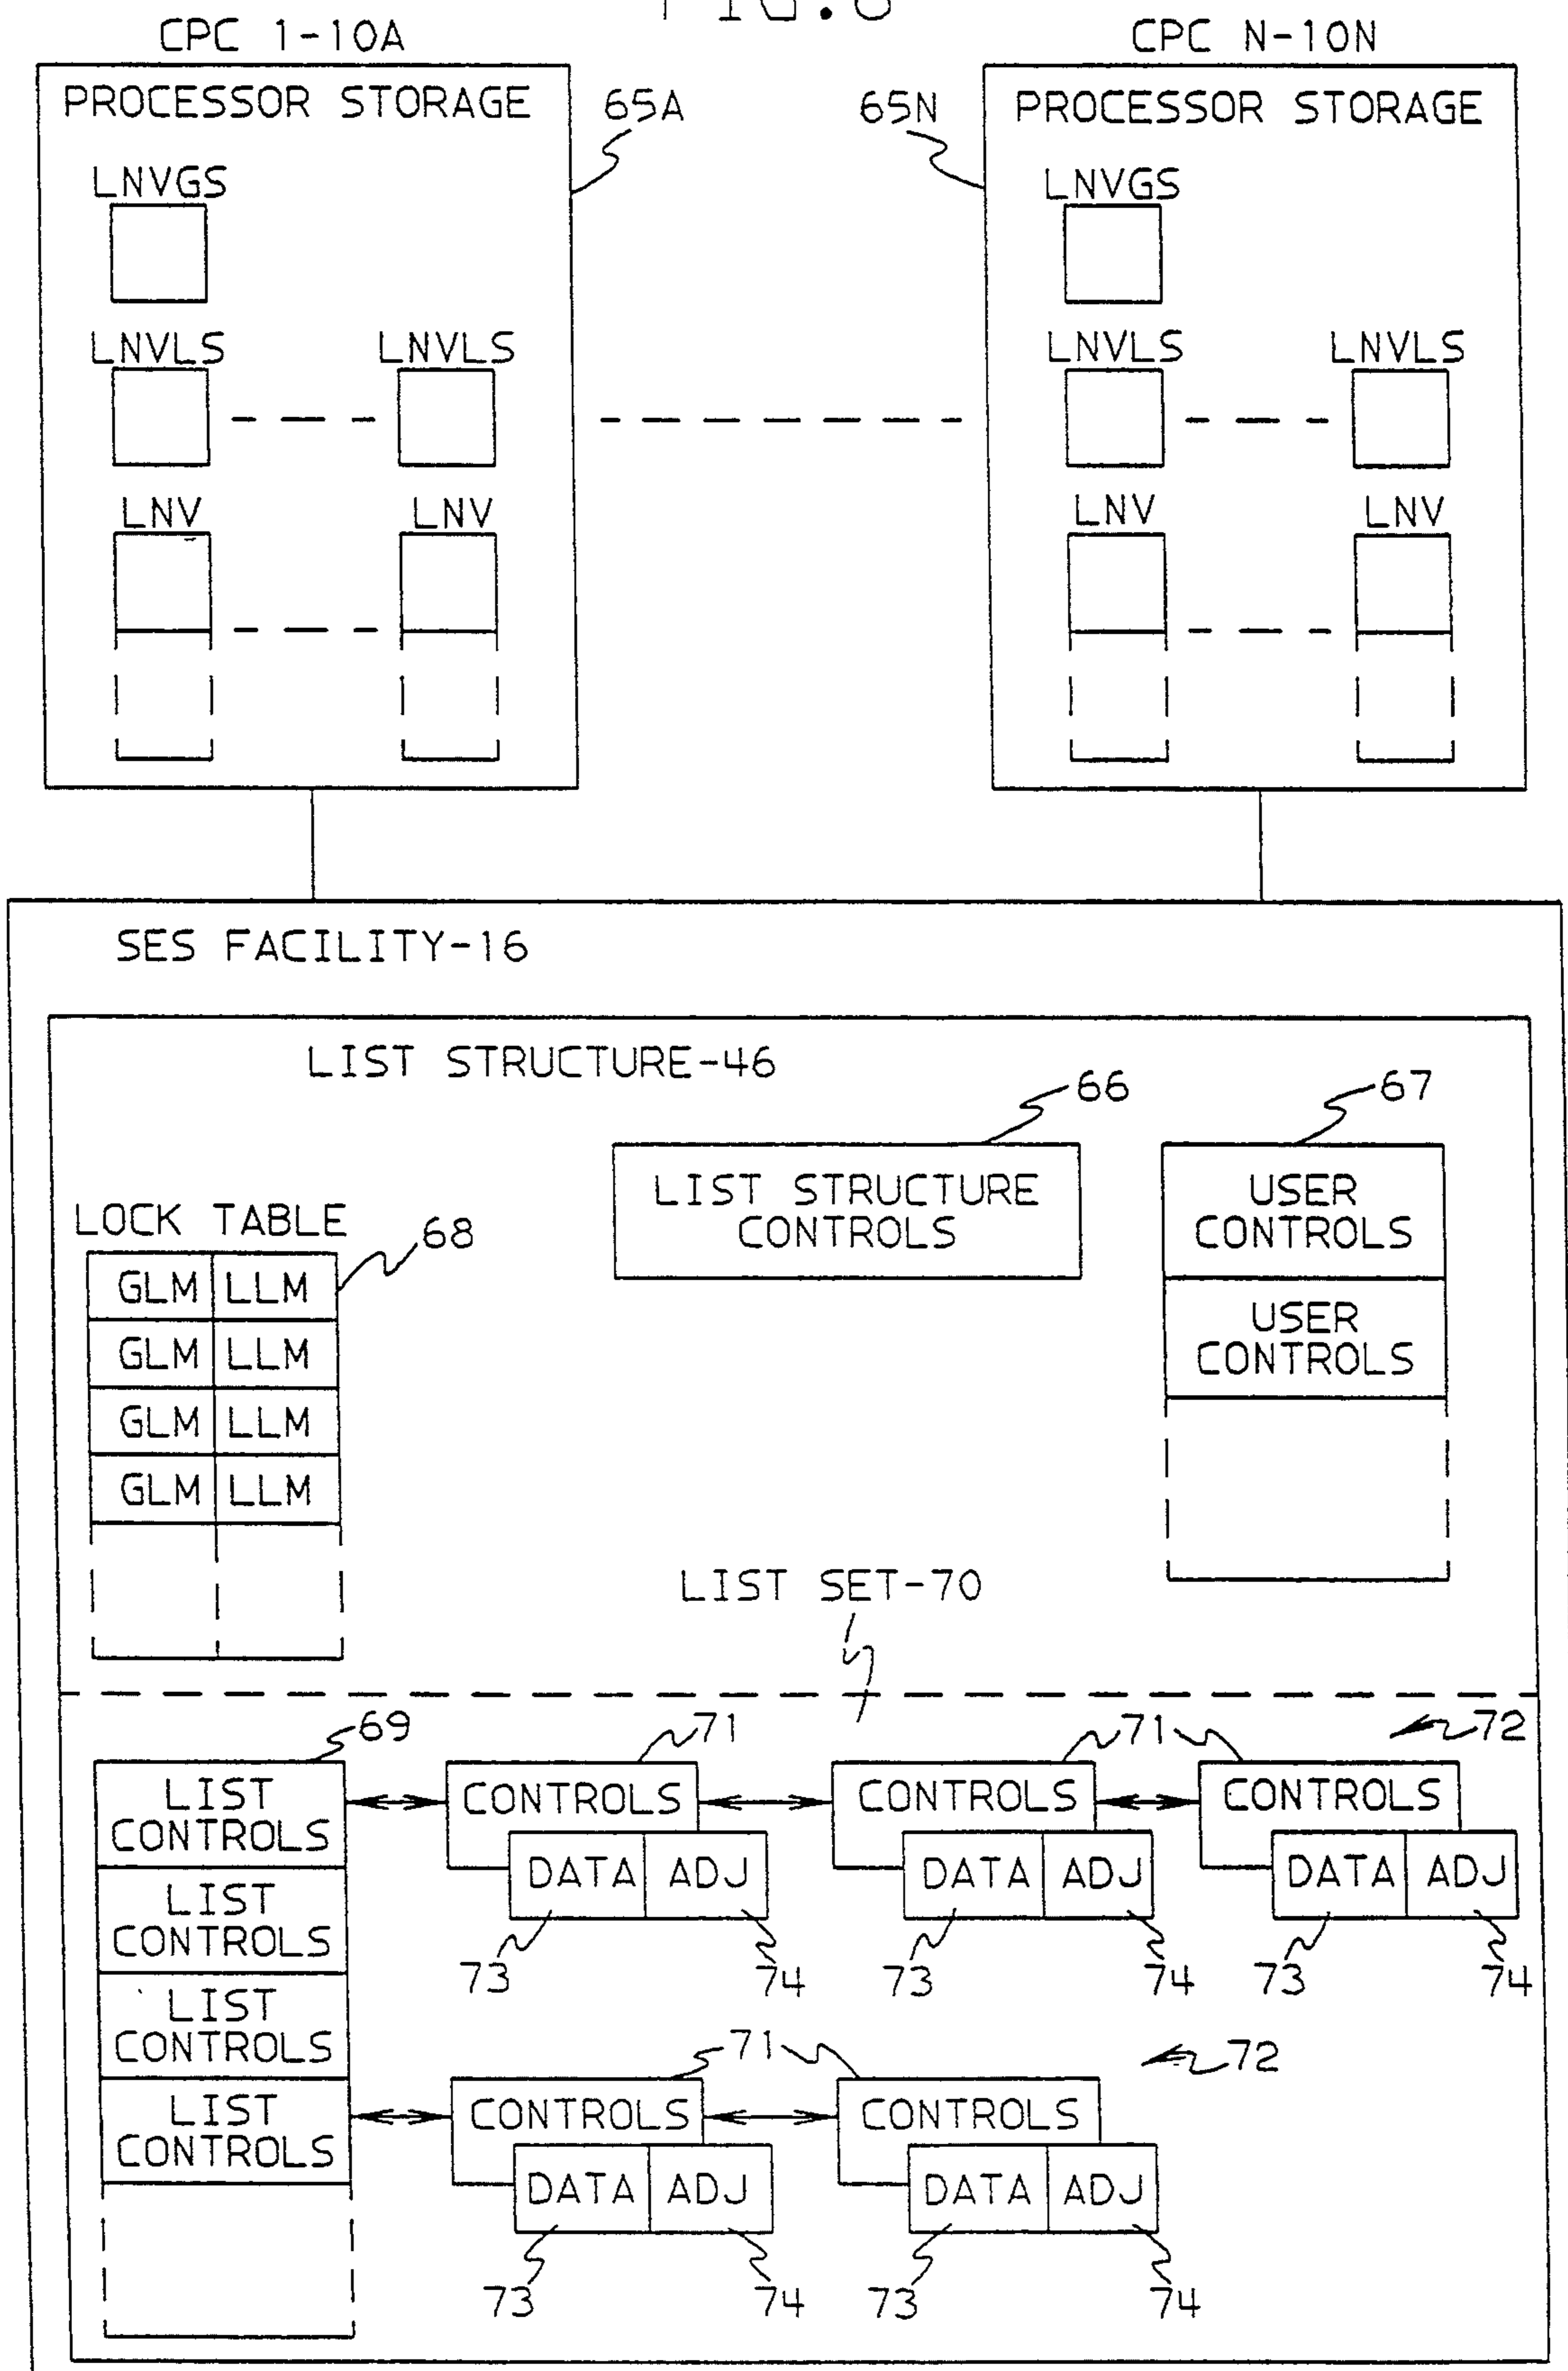 CPC 1-10A
CPC N-10N
PROCESSOR STORAGE
65A
65N
PROCESSOR STORAGE
LNVGS
LNVGS
LNVLS
LNVLS
LNVLS
LNVLS
LNV
LNV
LNV
LNV
SES FACILITY-16
LIST STRUCTURE-46
66
67
LIST STRUCTURE
CONTROLS
USER
CONTROLS
USER
CONTROLS
LOCK TABLE
68
GLM LLM
GLM LLM
GLM LLM
GLM LLM
LIST SET-70
69
71
71
72
LIST
CONTROLS
LIST
CONTROLS
LIST
CONTROLS
LIST
CONTROLS
CONTROLS
CONTROLS
CONTROLS
DATA ADJ
DATA ADJ
DATA ADJ
73
74
73
74
73
74
71
72
CONTROLS
CONTROLS
DATA ADJ
DATA ADJ
73
74
73
74